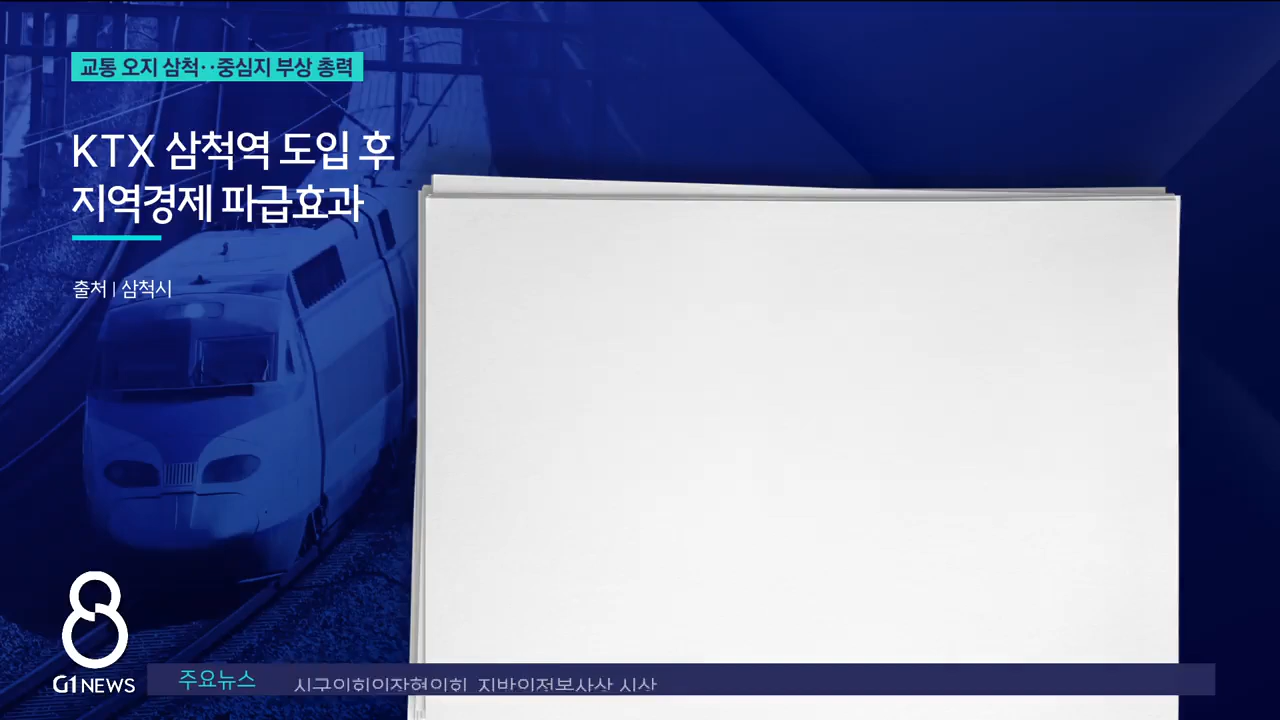 교통 오지 삼척··중심지 부상 총력
KTX 삼척역 도입 후
지역경제 파급효과
출처 | 삼척시
8
G1 NEWS
주요뉴스